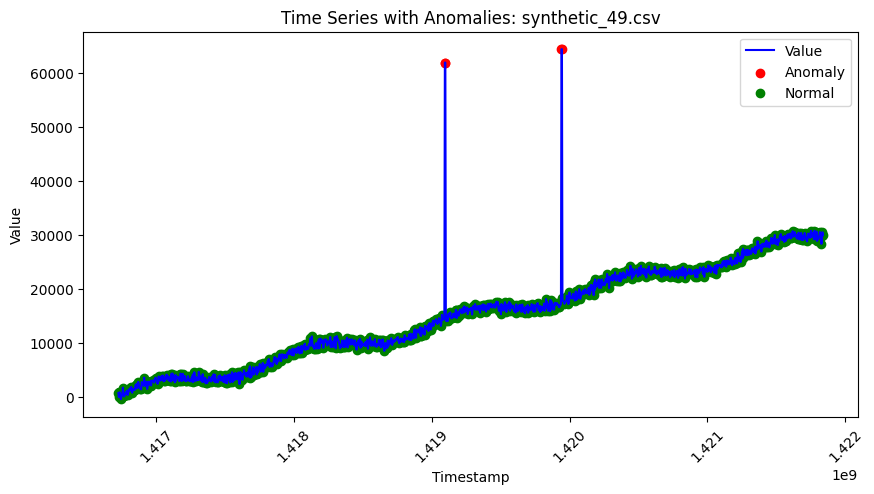 Time Series with Anomalies: synthetic_49.csv
Value
Anomaly
Normal
60000
50000
40000
30000
20000
10000
0
Value
1.417
1.418
1.419
1.420
1.421
1.422
1e9
Timestamp